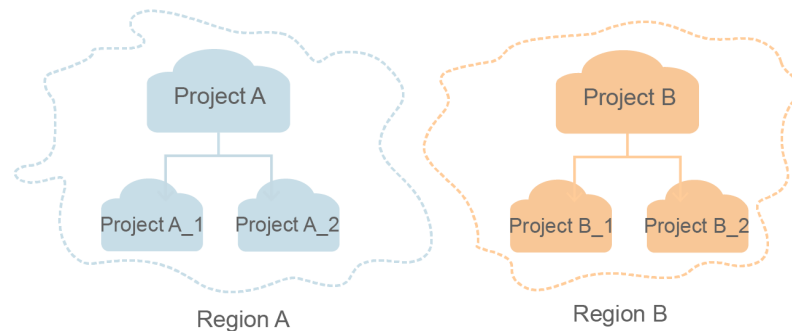 Project A
Project A_1
Project A_2
Region A
Project B
Project B_1
Project B_2
Region B